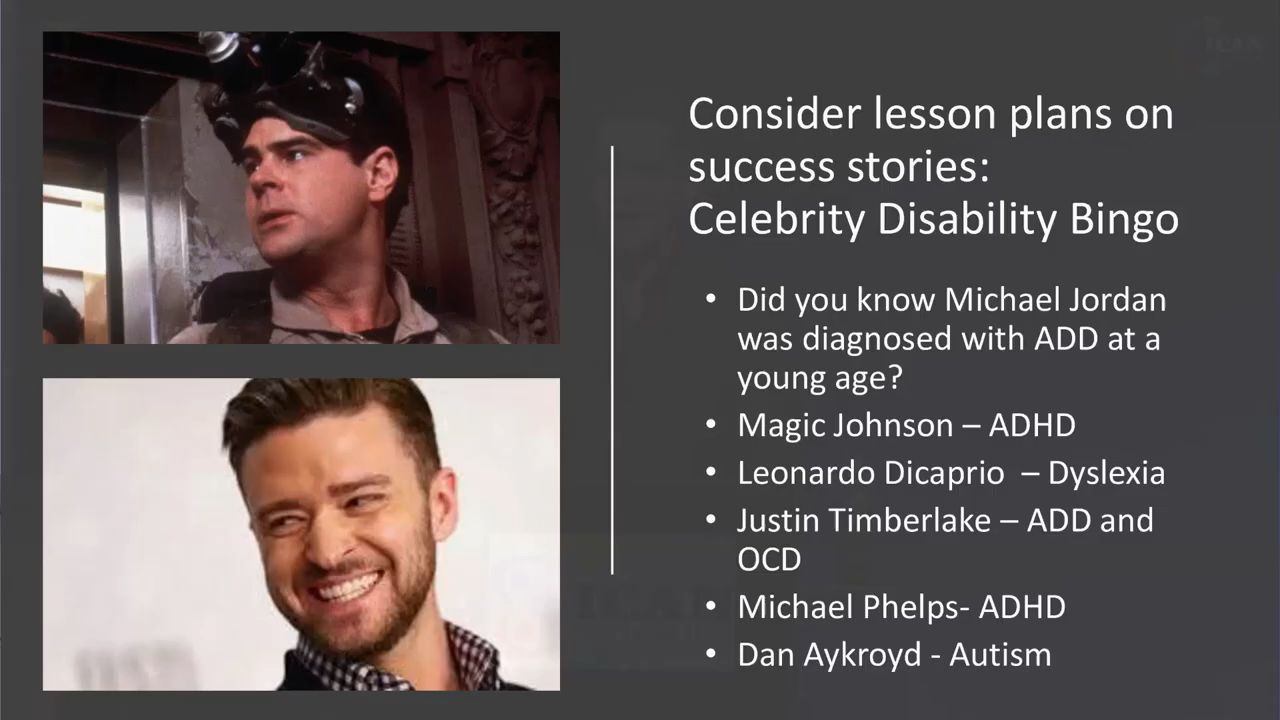 Consider lesson plans on
success stories:
Celebrity Disability Bingo
• Did you know Michael Jordan
was diagnosed with ADD at a
young age?
• Magic Johnson – ADHD
• Leonardo Dicaprio  – Dyslexia
• Justin Timberlake – ADD and
OCD
• Michael Phelps- ADHD
• Dan Aykroyd - Autism